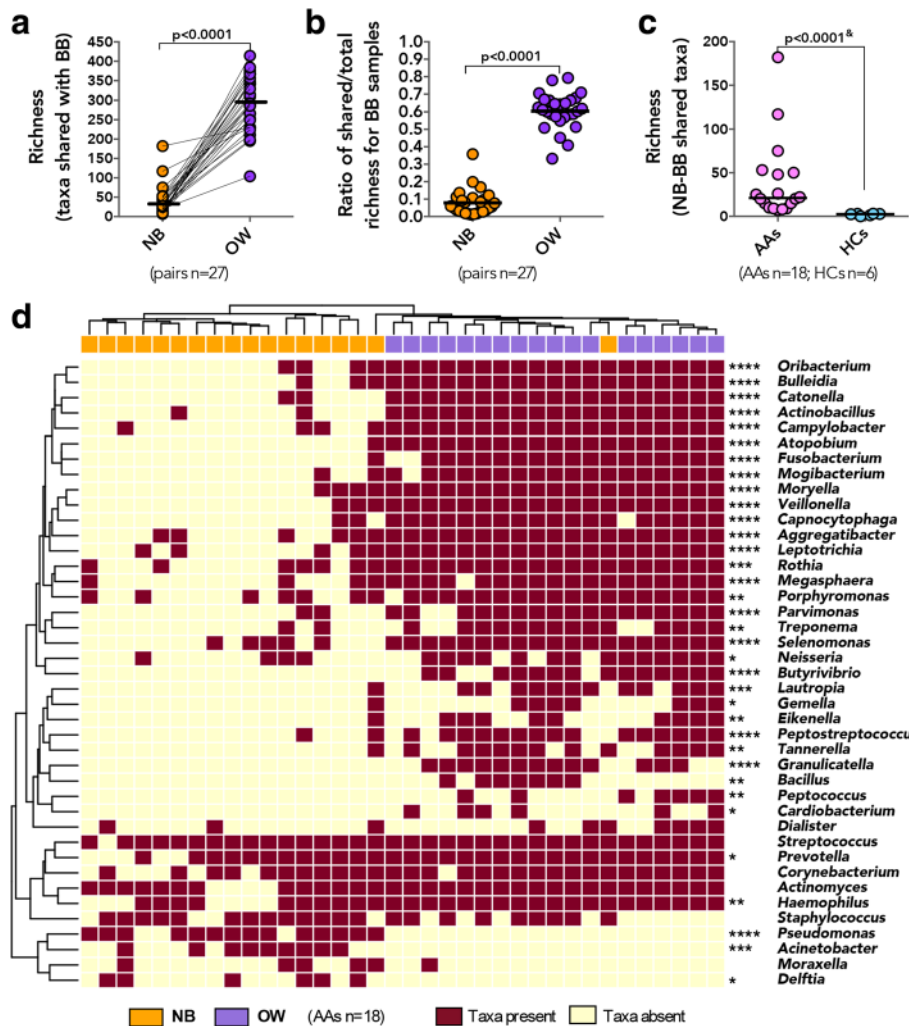 a
p<0.0001
Richness
(taxa shared with BB)
450
400
350
300
250
200
150
100
50
0
NB
OW
(pairs n=27)
b
p<0.0001
Ratio of shared/total
richness for BB samples
1.0
0.9
0.8
0.7
0.6
0.5
0.4
0.3
0.2
0.1
0.0
NB
OW
(pairs n=27)
c
p<0.0001&
Richness
(NB-BB shared taxa)
200
150
100
50
0
AAs
HCs
(AAs n=18; HCs n=6)
d
**** Oribacterium
**** Bulleidia
**** Catonella
**** Actinobacillus
**** Campylobacter
**** Atopobium
**** Fusobacterium
**** Mogibacterium
**** Moryella
**** Veillonella
**** Capnocytophaga
**** Aggregatibacter
**** Leptotrichia
*** Rothia
**** Megasphaera
** Porphyromonas
**** Parvimonas
** Treponema
**** Selenomonas
* Neisseria
**** Butyrivibrio
*** Lautropia
* Gemella
** Eikenella
**** Peptostreptococcu
** Tannerella
**** Granulicatella
** Bacillus
** Peptococcus
* Cardiobacterium
Dialister
Streptococcus
* Prevotella
Corynebacterium
Actinomyces
** Haemophilus
Staphylococcus
**** Pseudomonas
*** Acinetobacter
Moraxella
* Delftia
NB OW (AAs n=18) Taxa present Taxa absent